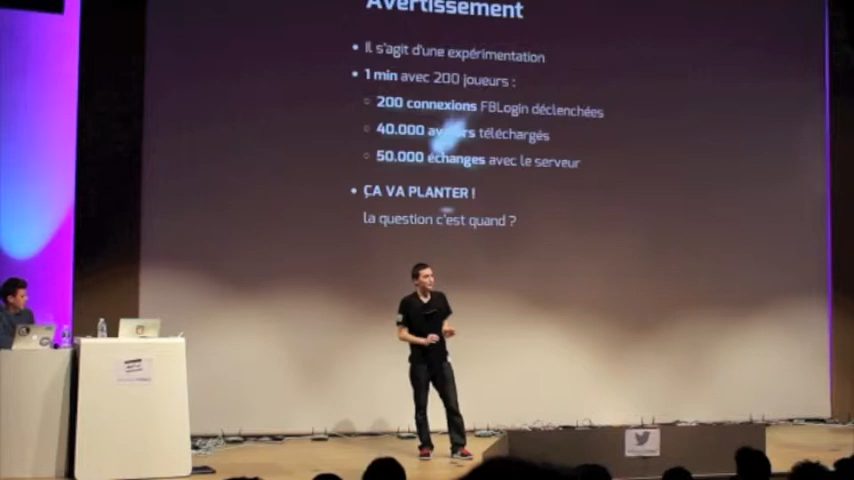 Avertissement
• Il s'agit d'une expérimentation
• 1 min avec 200 joueurs :
○ 200 connexions FBLogin déclenchées
○ 40.000 avatars téléchargés
○ 50.000 échanges avec le serveur
• ÇA VA PLANTER !
la question c'est quand ?